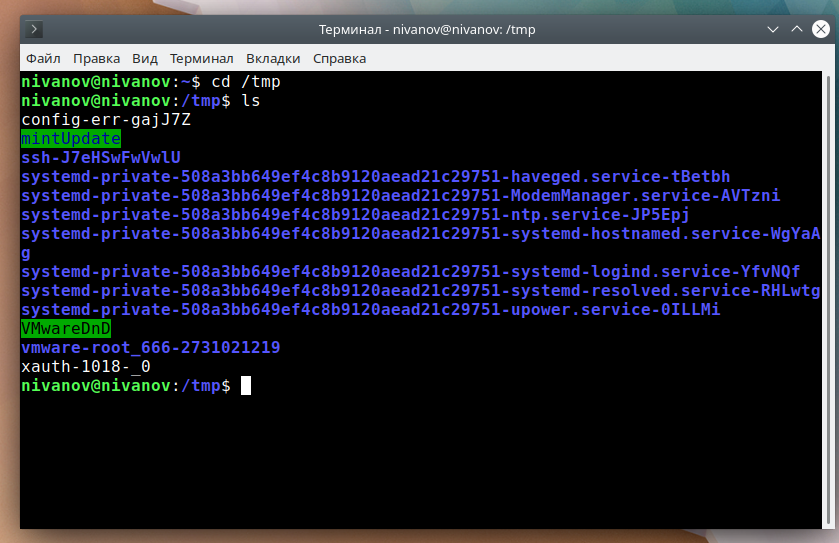 Терминал - nivanov@nivanov: /tmp
Файл Правка Вид Терминал Вкладки Справка
nivanov@nivanov:~$ cd /tmp
nivanov@nivanov:/tmp$ ls
config-err-gajJ7Z
mintUpdate
ssh-J7eHSwFwVwlU
systemd-private-508a3bb649ef4c8b9120aead21c29751-haveged.service-tBetbh
systemd-private-508a3bb649ef4c8b9120aead21c29751-ModemManager.service-AVTzni
systemd-private-508a3bb649ef4c8b9120aead21c29751-ntp.service-JP5Epj
systemd-private-508a3bb649ef4c8b9120aead21c29751-systemd-hostnamed.service-WgYaA
g
systemd-private-508a3bb649ef4c8b9120aead21c29751-systemd-logind.service-YfvNQf
systemd-private-508a3bb649ef4c8b9120aead21c29751-systemd-resolved.service-RHLwtg
systemd-private-508a3bb649ef4c8b9120aead21c29751-upower.service-0ILLMi
VMwareDnD
vmware-root_666-2731021219
xauth-1018-_0
nivanov@nivanov:/tmp$